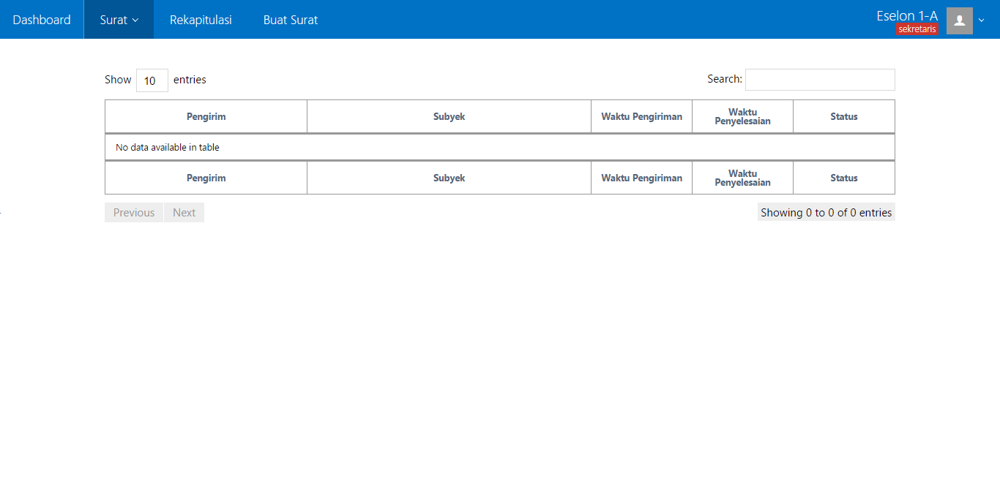 Dashboard Surat Rekapitulasi Buat Surat Eselon 1-A
sekretaris
Show 10 entries Search:
Pengirim Subyek Waktu Pengiriman Waktu Penyelesaian Status
No data available in table
Pengirim Subyek Waktu Pengiriman Waktu Penyelesaian Status
Previous Next Showing 0 to 0 of 0 entries